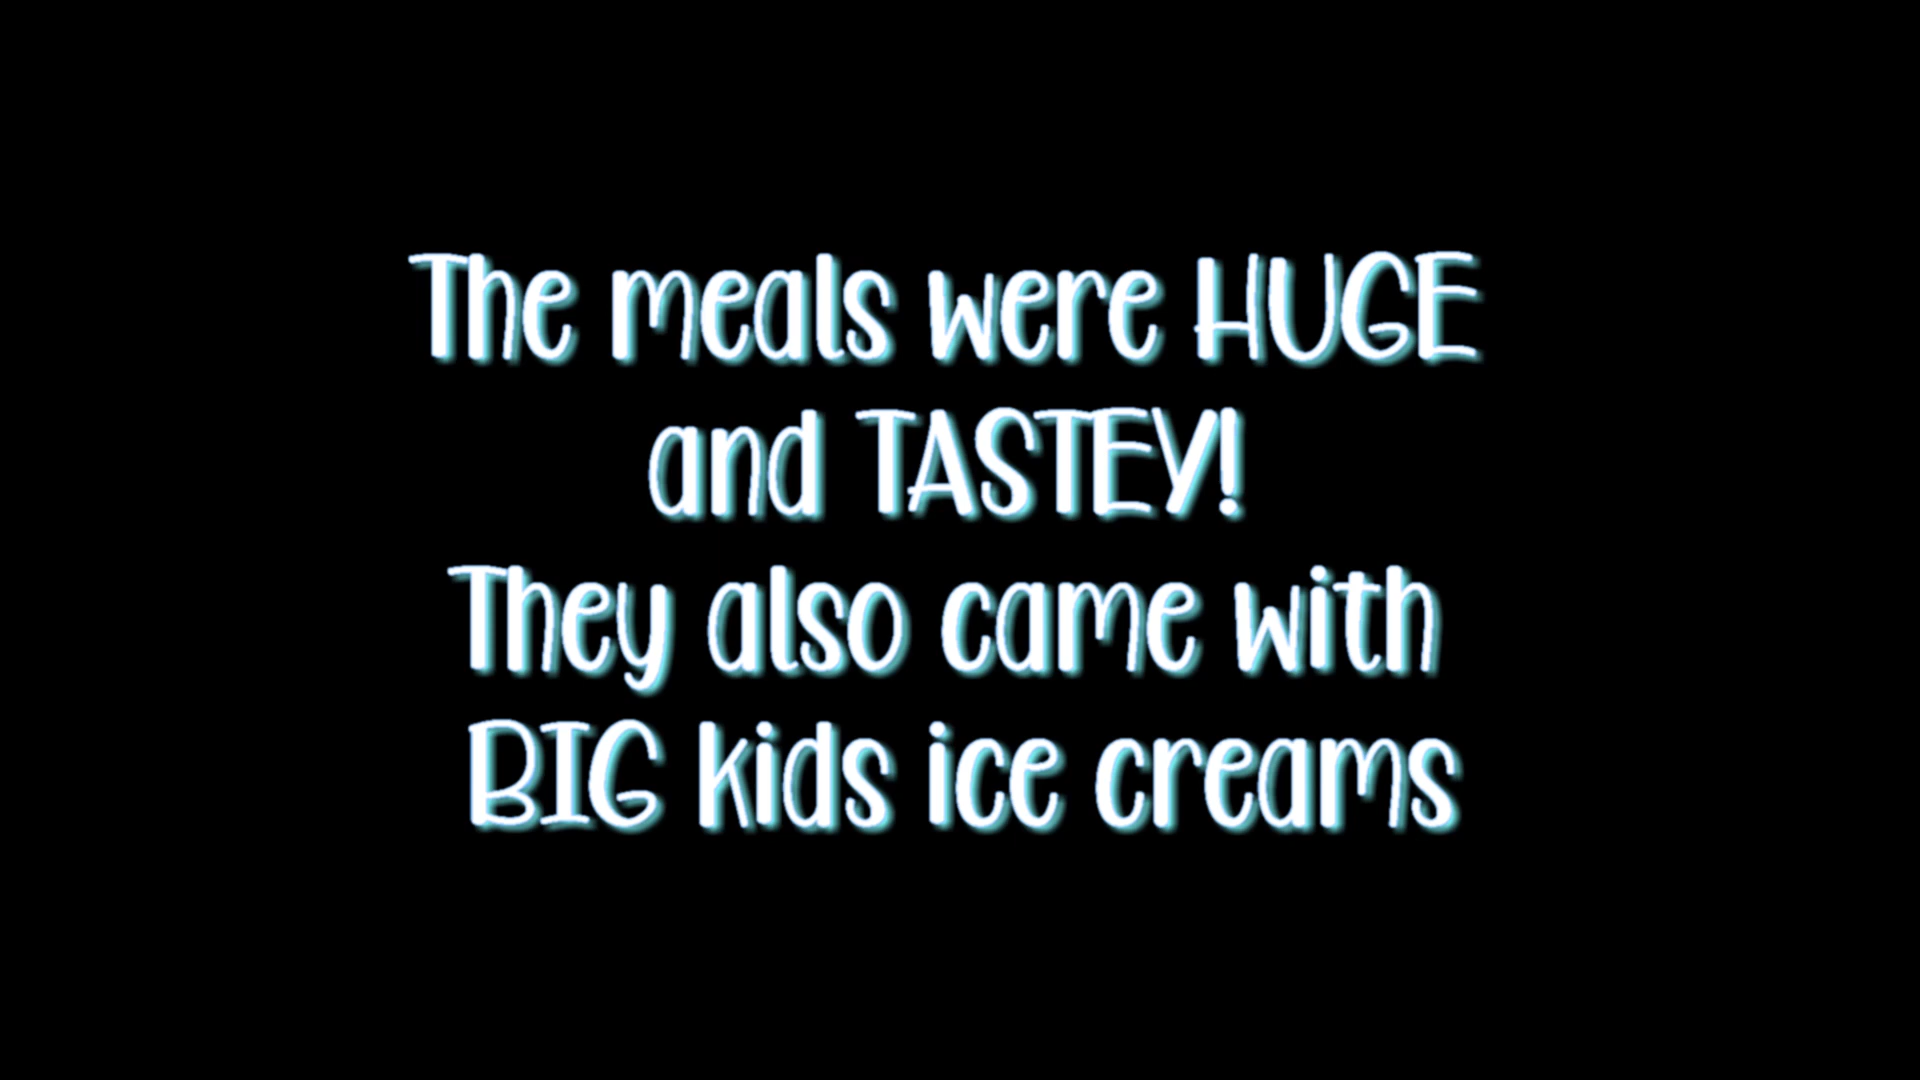 The meals were HUGE
and TASTEY!
They also came with
BIG kids ice creams